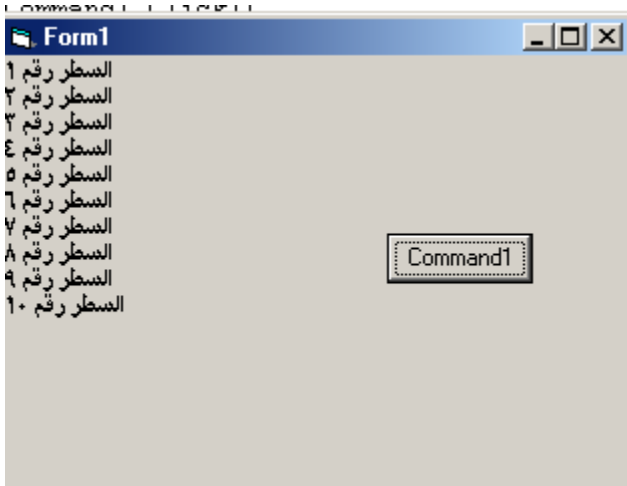 Form1
السطر رقم ١
السطر رقم ٢
السطر رقم ٣
السطر رقم ٤
السطر رقم ٥
السطر رقم ٦
السطر رقم ٧
السطر رقم ٨
السطر رقم ٩
السطر رقم ١٠
Command1